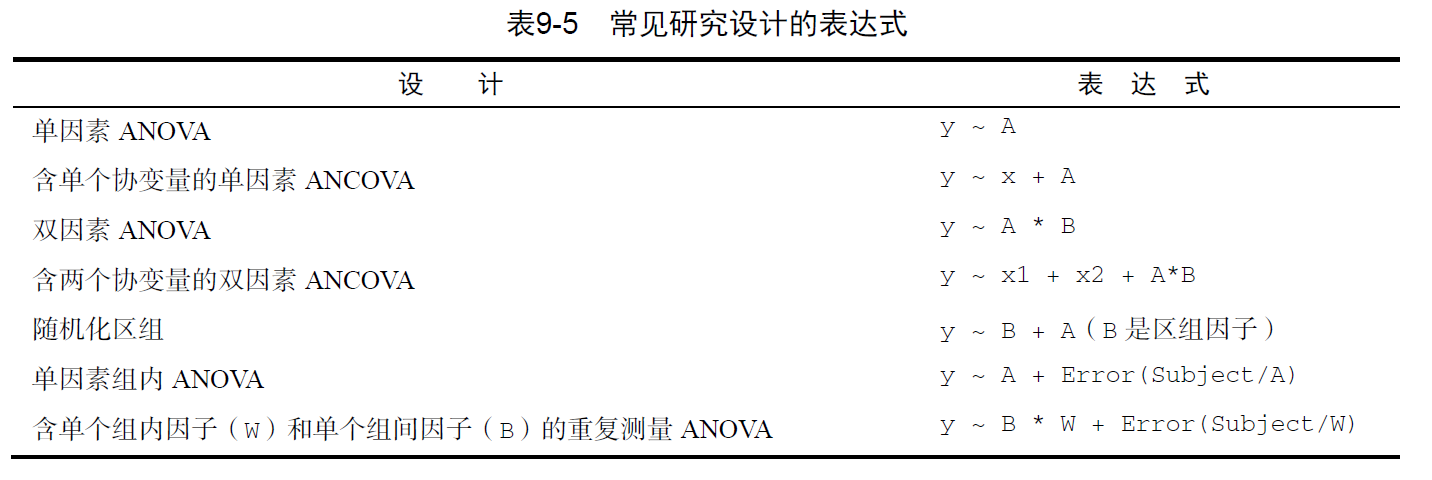 表9-5 常见研究设计的表达式
设 计 表 达 式
单因素 ANOVA y ~ A
含单个协变量的单因素 ANCOVA y ~ x + A
双因素 ANOVA y ~ A * B
含两个协变量的双因素 ANCOVA y ~ x1 + x2 + A*B
随机化区组 y ~ B + A（B 是区组因子）
单因素组内 ANOVA y ~ A + Error(Subject/A)
含单个组内因子（W）和单个组间因子（B）的重复测量 ANOVA y ~ B * W + Error(Subject/W)